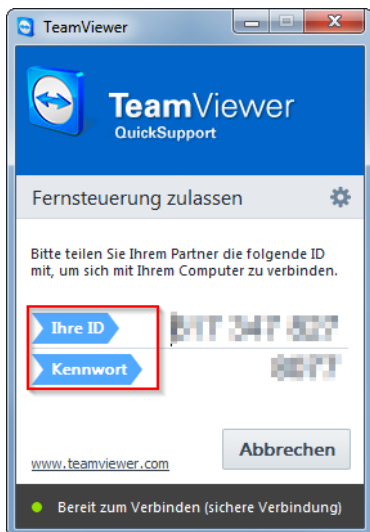 TeamViewer
TeamViewer
QuickSupport
Fernsteuerung zulassen
Bitte teilen Sie Ihrem Partner die folgende ID
mit, um sich mit Ihrem Computer zu verbinden.
Ihre ID
Kennwort
www.teamviewer.com
Abbrechen
Bereit zum Verbinden (sichere Verbindung)